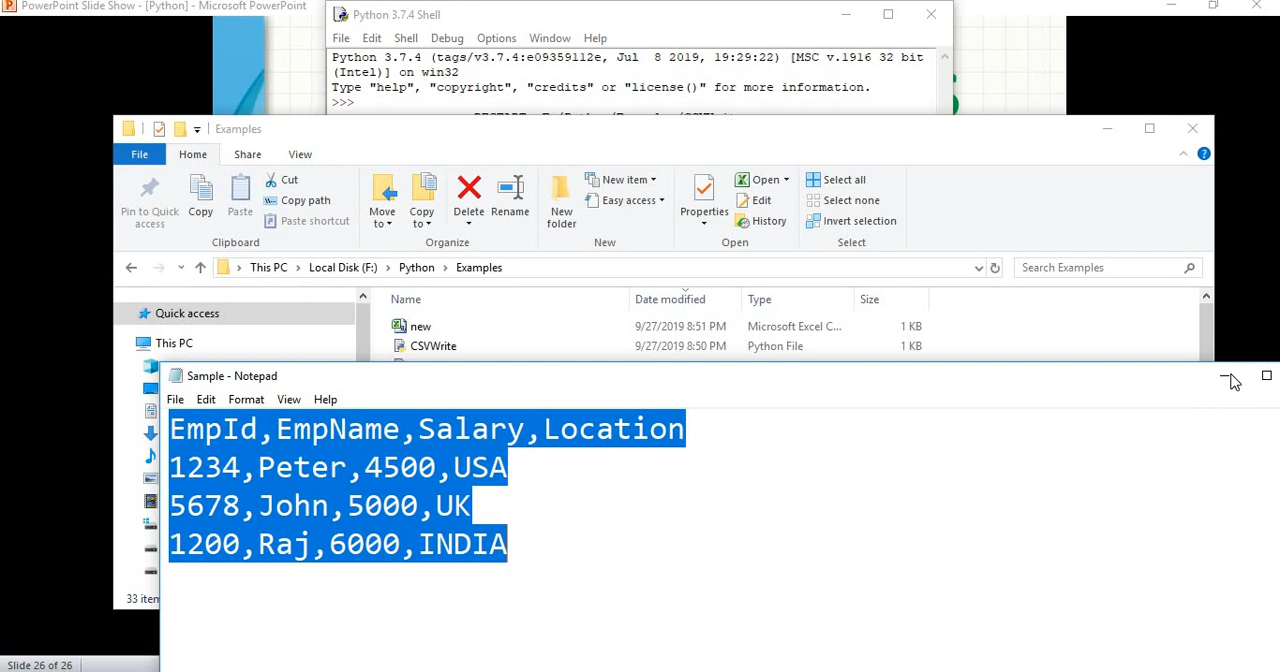 PowerPoint Slide Show - [Python] - Microsoft PowerPoint
Python 3.7.4 Shell
File Edit Shell Debug Options Window Help
Python 3.7.4 (tags/v3.7.4:e09359112e, Jul 8 2019, 19:29:22) [MSC v.1916 32 bit
(Intel)] on win32
Type "help", "copyright", "credits" or "license()" for more information.
>>>
Examples
File Home Share View
Pin to Quick access
Copy
Paste
Cut
Copy path
Paste shortcut
Clipboard
Move to
Copy to
Delete
Rename
Organize
New folder
New item
Easy access
New
Properties
Open
Edit
History
Open
Select all
Select none
Invert selection
Select
This PC > Local Disk (F:) > Python > Examples
Search Examples
Name Date modified Type Size
Quick access
new 9/27/2019 8:51 PM Microsoft Excel C... 1 KB
This PC
CSVWrite 9/27/2019 8:50 PM Python File 1 KB
Sample - Notepad
File Edit Format View Help
EmpId,EmpName,Salary,Location
1234,Peter,4500,USA
5678,John,5000,UK
1200,Raj,6000,INDIA
33 item
Slide 26 of 26